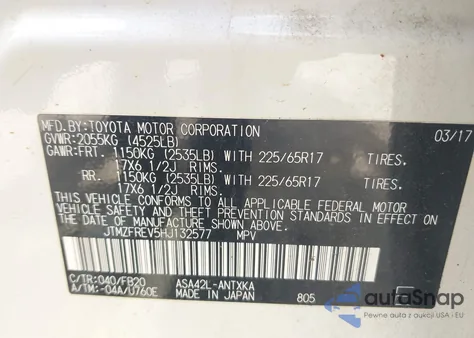 MFD.BY:TOYOTA MOTOR CORPORATION 03/17
GVWR:2055KG (4525LB)
GAWR:FRT. 1150KG (2535LB) WITH 225/65R17 TIRES.
17X6 1/2J RIMS.
RR. 1150KG (2535LB) WITH 225/65R17 TIRES.
17X6 1/2J RIMS.
THIS VEHICLE CONFORMS TO ALL APPLICABLE FEDERAL MOTOR
VEHICLE SAFETY AND THEFT PREVENTION STANDARDS IN
EFFECT ON THE DATE OF MANUFACTURE SHOWN ABOVE.
JTMZFREV5HJ132577 MPV
C/TR:040/FB20 ASA42L-ANTXKA
A/TM:-04A/U760E MADE IN JAPAN 805
autoSnap
Pewne auta z USA i EU